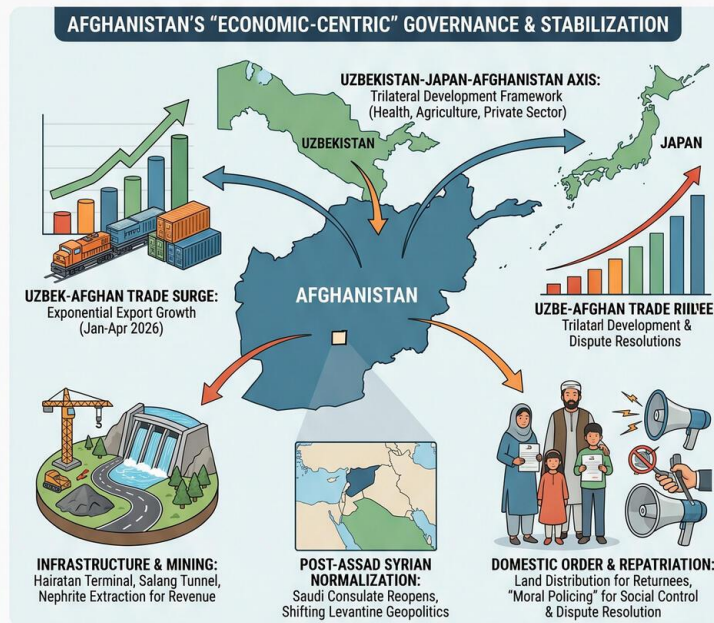 AFGHANISTAN'S "ECONOMIC-CENTRIC" GOVERNANCE & STABILIZATION
UZBEKISTAN-JAPAN-AFGHANISTAN AXIS:
Trilateral Development Framework
(Health, Agriculture, Private Sector)
UZBEKISTAN
JAPAN
AFGHANISTAN
UZBEK-AFGHAN TRADE SURGE:
Exponential Export Growth
(Jan-Apr 2026)
UZBE-AFGHAN TRADE
Trilatarl Development &
Dispute Resolutions
INFRASTRUCTURE & MINING:
Hairatan Terminal, Salang Tunnel,
Nephrite Extraction for Revenue
POST-ASSAD SYRIAN
NORMALIZATION:
Saudi Consulate Reopens,
Shifting Levantine Geopolitics
DOMESTIC ORDER & REPATRIATION:
Land Distribution for Returnees,
"Moral Policing" for Social Control
& Dispute Resolution